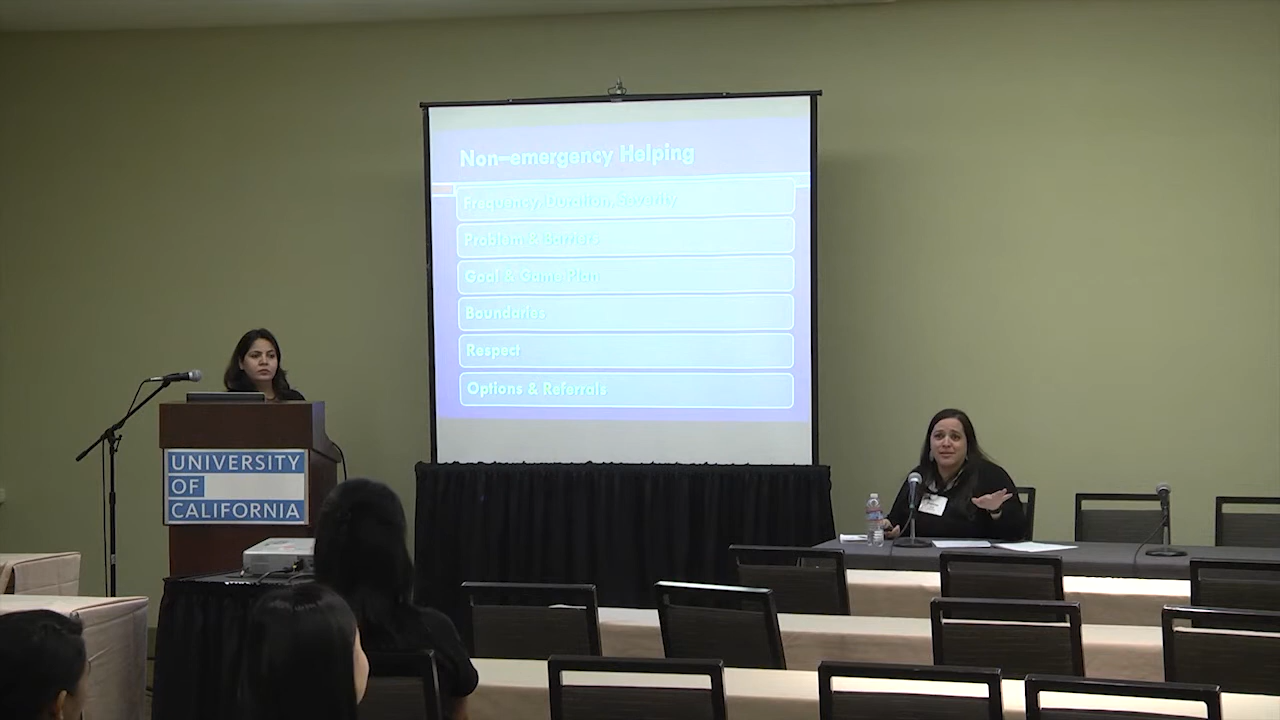 Non-emergency Helping
Frequency, Duration, Severity
Problem & Barriers
Goal & Game Plan
Boundaries
Respect
Options & Referrals
UNIVERSITY
OF
CALIFORNIA